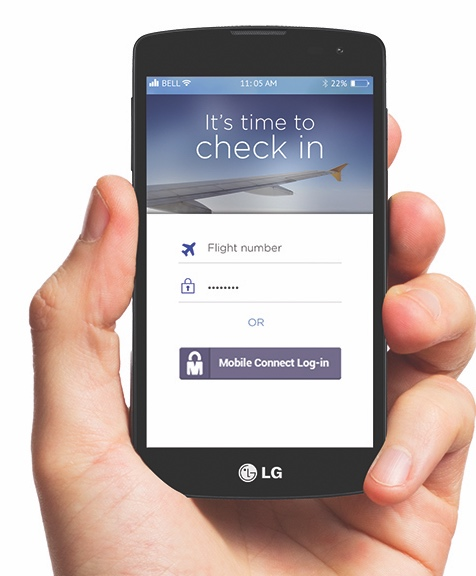 BELL 11:05 AM 22%
It's time to
check in
Flight number
••••••••
OR
M Mobile Connect Log-in
LG